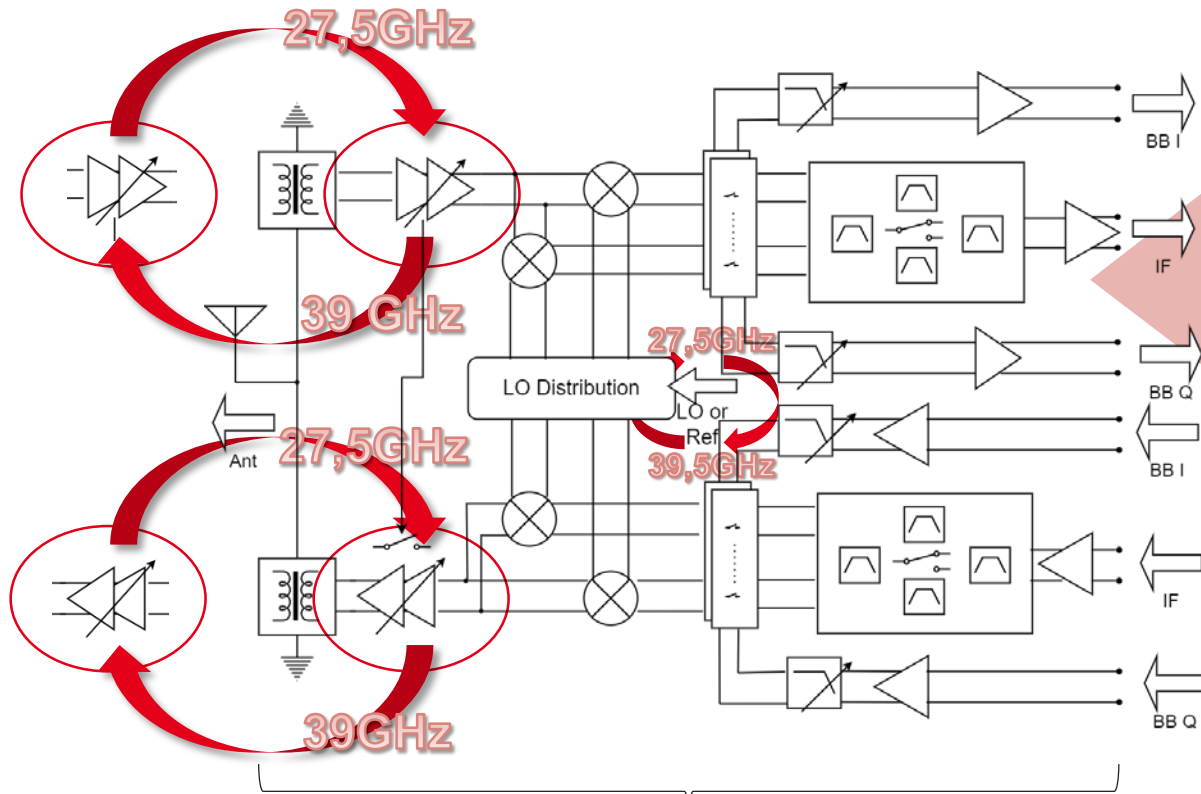 27,5GHz
BB I
IF
39 GHz
27,5GHz
LO Distribution
LO or
Ref
BB Q
39,5GHz
BB I
Ant
27,5GHz
IF
BB Q
39GHz